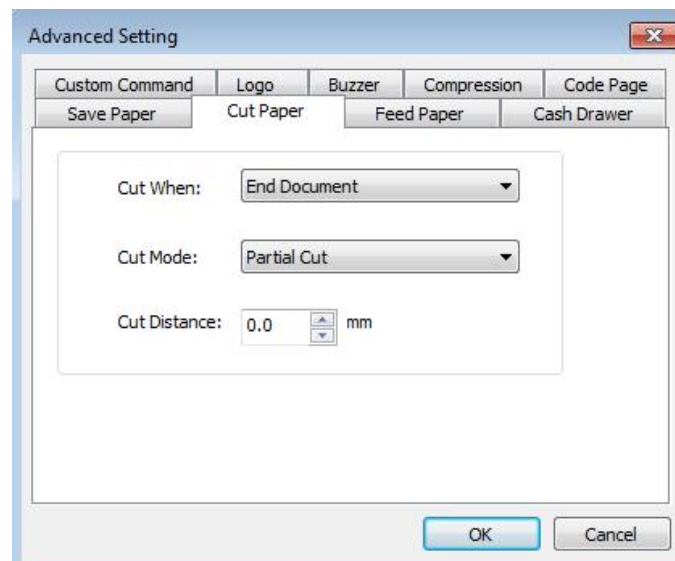 Advanced Setting
Custom Command Logo Buzzer Compression Code Page
Save Paper Cut Paper Feed Paper Cash Drawer
Cut When: End Document
Cut Mode: Partial Cut
Cut Distance: 0.0 mm
OK Cancel